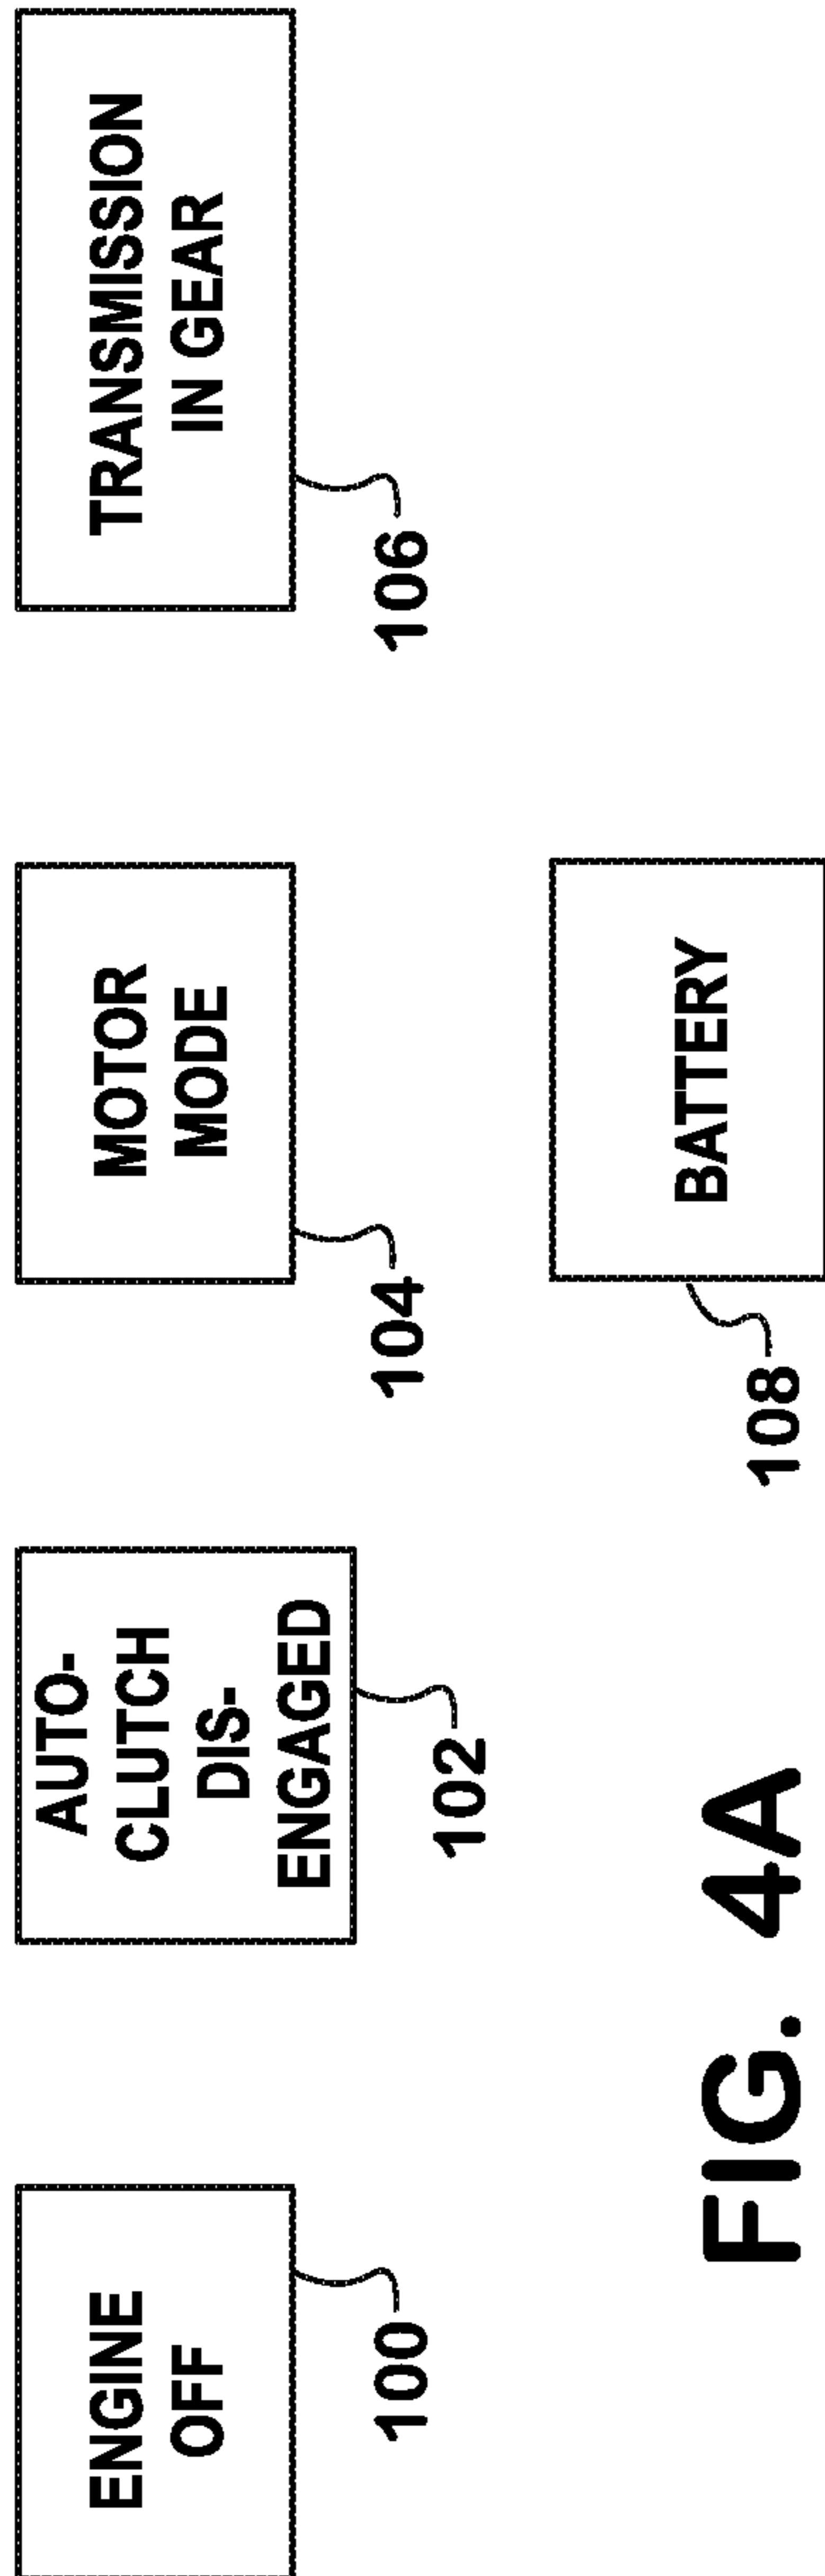 ENGINE
OFF
100
AUTO-
CLUTCH
DIS-
ENGAGED
102
MOTOR
MODE
104
TRANSMISSION
IN GEAR
106
BATTERY
108
FIG. 4A